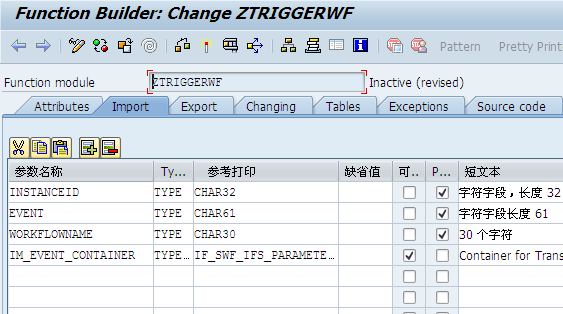 Function Builder: Change ZTRIGGERWF
Pattern Pretty Print
Function module ZTRIGGERWF Inactive (revised)
Attributes Import Export Changing Tables Exceptions Source code
参数名称 Ty... 参考打印 缺省值 可.. P... 短文本
INSTANCEID TYPE CHAR32 字符字段，长度 32
EVENT TYPE CHAR61 字符字段长度 61
WORKFLOWNAME TYPE CHAR30 30 个字符
IM_EVENT_CONTAINER TYPE... IF_SWF_IFS_PARAMETE... Container for Trans